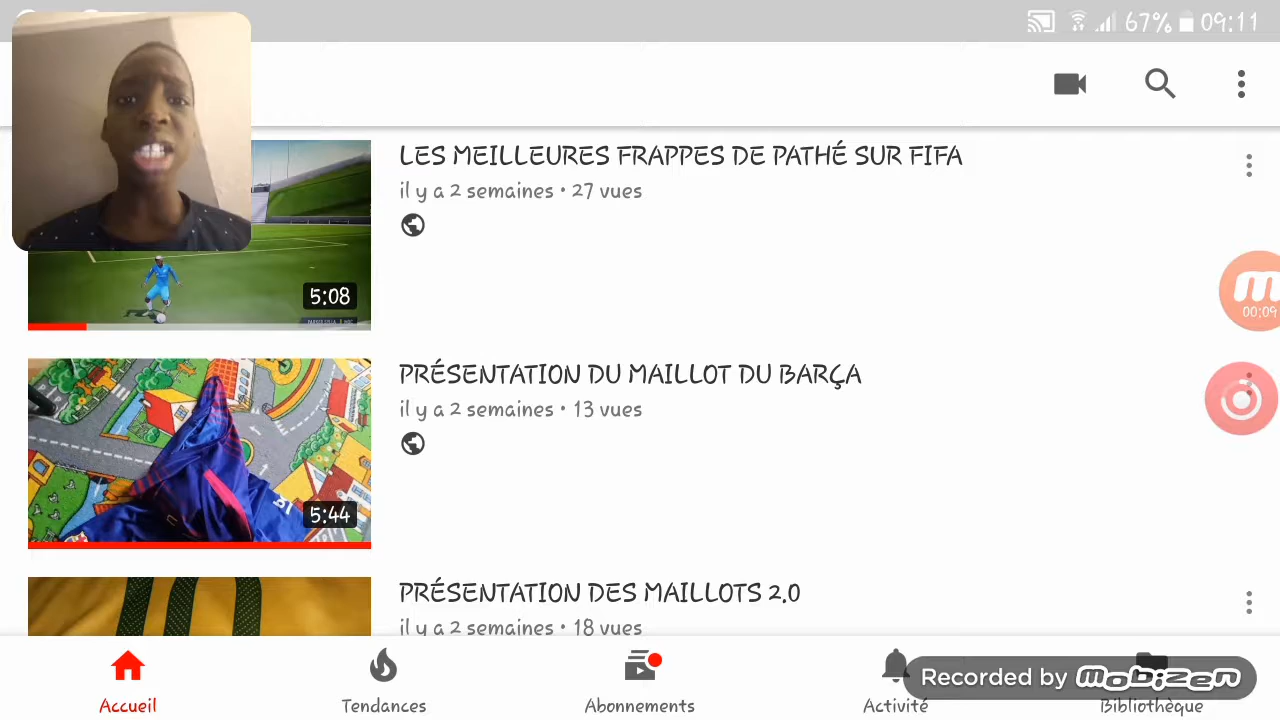 67% 09:11
LES MEILLEURES FRAPPES DE PATHÉ SUR FIFA
il y a 2 semaines • 27 vues
5:08
00:09
PRÉSENTATION DU MAILLOT DU BARÇA
il y a 2 semaines • 13 vues
5:44
PRÉSENTATION DES MAILLOTS 2.0
il y a 2 semaines • 18 vues
Recorded by MOBIZEN
Accueil
Tendances
Abonnements
Activité
Bibliothèque